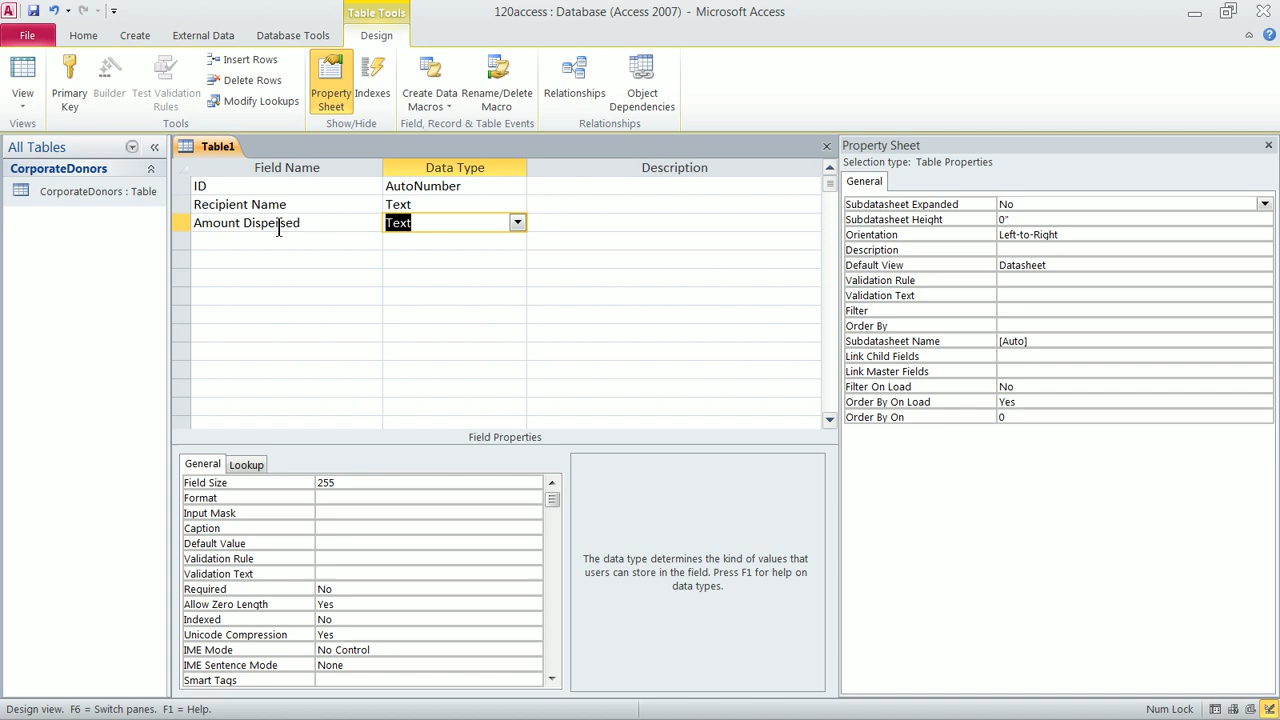 120access : Database (Access 2007) - Microsoft Access
Table Tools
File Home Create External Data Database Tools Design
View
Views
Primary Key
Builder
Test Validation Rules
Insert Rows
Delete Rows
Modify Lookups
Tools
Property Sheet
Indexes
Show/Hide
Create Data Macros
Rename/Delete Macro
Field, Record & Table Events
Relationships
Object Dependencies
Relationships
All Tables
CorporateDonors
CorporateDonors : Table
Table1
Field Name Data Type Description
ID AutoNumber
Recipient Name Text
Amount Dispersed Text
Field Properties
General Lookup
Field Size 255
Format
Input Mask
Caption
Default Value
Validation Rule
Validation Text
Required No
Allow Zero Length Yes
Indexed No
Unicode Compression Yes
IME Mode No Control
IME Sentence Mode None
Smart Tags
The data type determines the kind of values that
users can store in the field. Press F1 for help on
data types.
Property Sheet
Selection type: Table Properties
General
Subdatasheet Expanded No
Subdatasheet Height 0"
Orientation Left-to-Right
Description
Default View Datasheet
Validation Rule
Validation Text
Filter
Order By
Subdatasheet Name [Auto]
Link Child Fields
Link Master Fields
Filter On Load No
Order By On Load Yes
Order By On 0
Design view. F6 = Switch panes. F1 = Help.
Num Lock